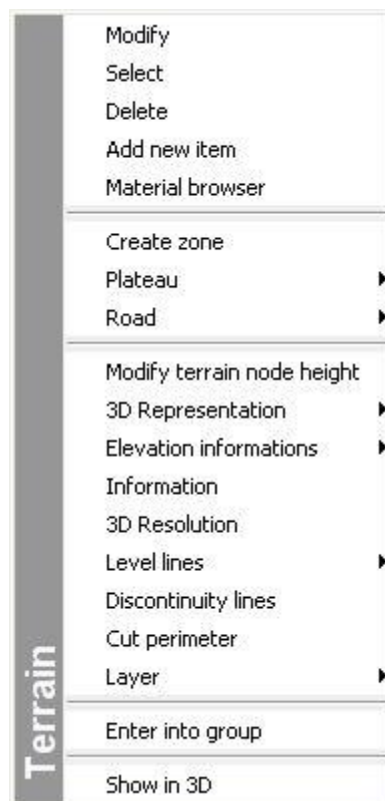 Modify
Select
Delete
Add new item
Material browser
Create zone
Plateau
Road
Modify terrain node height
3D Representation
Elevation informations
Information
3D Resolution
Level lines
Discontinuity lines
Cut perimeter
Layer
Enter into group
Show in 3D
Terrain